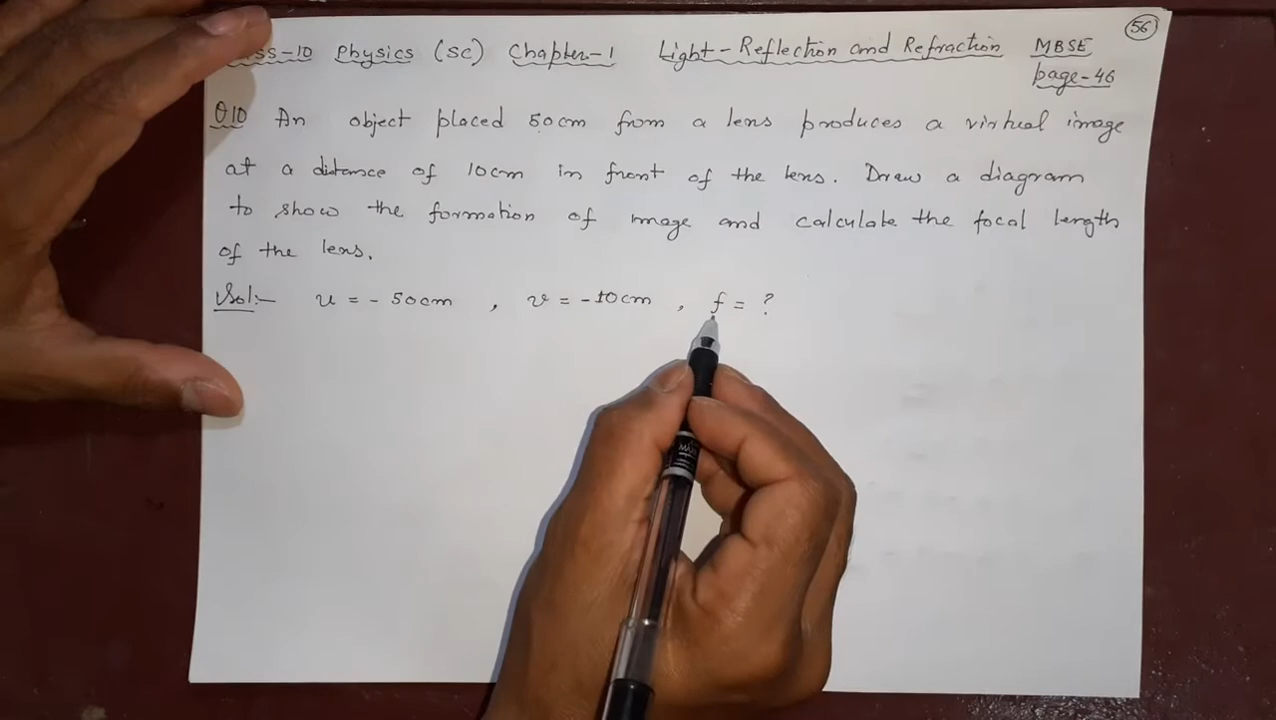 56
ss-10 Physics (SC) Chapter-1 Light-Reflection and Refraction MBSE
page-46
Q10 An object placed 50cm from a lens produces a virtual image
at a distance of 10cm in front of the lens. Draw a diagram
to show the formation of image and calculate the focal length
of the lens.
Sol:- u = - 50cm , v = -10cm , f = ?